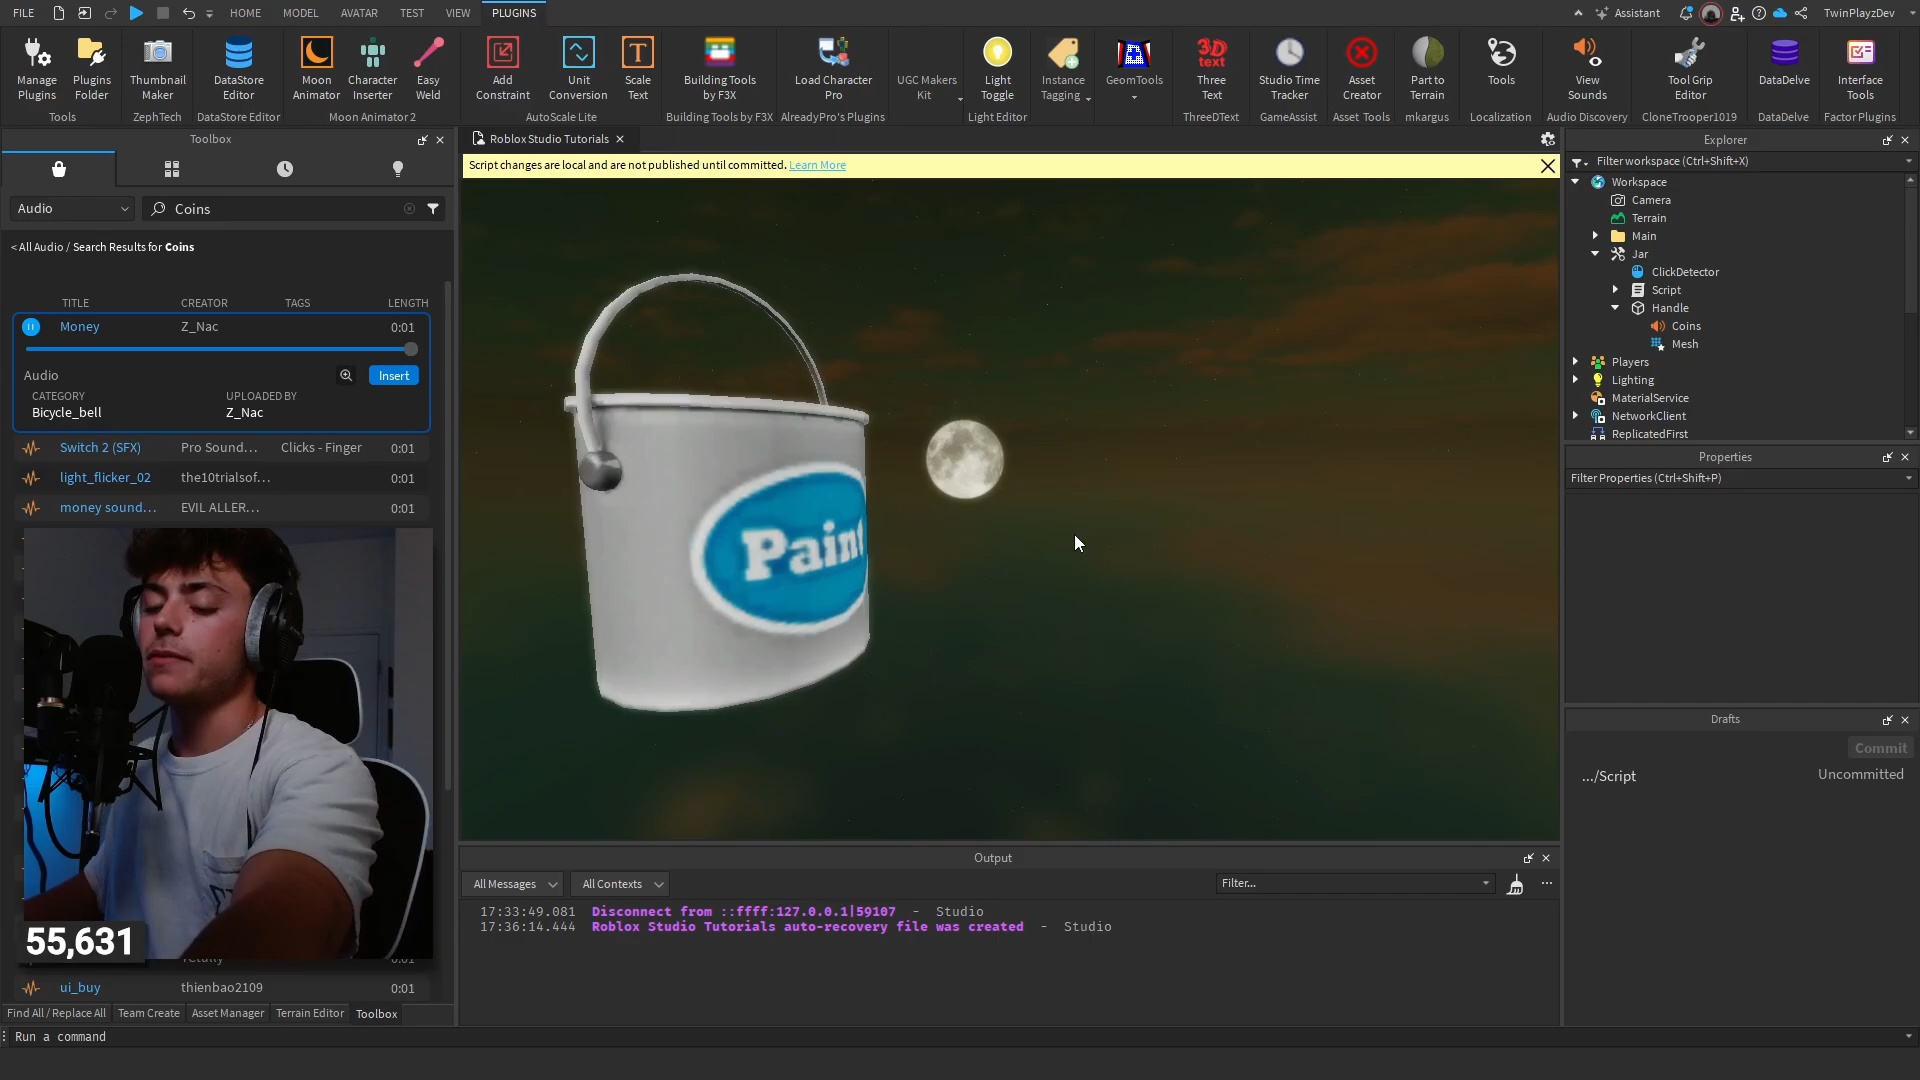 FILE
HOME
MODEL
AVATAR
TEST
VIEW
PLUGINS
Assistant
TwinPlayzDev
Manage Plugins
Plugins Folder
Thumbnail Maker
DataStore Editor
Moon Animator
Character Inserter
Easy Weld
Add Constraint
Unit Conversion
Scale Text
Building Tools by F3X
Load Character Pro
UGC Makers Kit
Light Toggle
Instance Tagging
GeomTools
Three Text
3D text
Studio Time Tracker
Asset Creator
Part to Terrain
Tools
View Sounds
Tool Grip Editor
DataDelve
Interface Tools
Tools
ZephTech
DataStore Editor
Moon Animator 2
AutoScale Lite
Building Tools by F3X
AlreadyPro's Plugins
Light Editor
ThreeDText
GameAssist
Asset Tools
mkargus
Localization
Audio Discovery
CloneTrooper1019
DataDelve
Factor Plugins
Toolbox
Audio
Coins
< All Audio / Search Results for Coins
TITLE CREATOR TAGS LENGTH
Money Z_Nac 0:01
Audio
Insert
CATEGORY UPLOADED BY
Bicycle_bell Z_Nac
Switch 2 (SFX) Pro Sound... Clicks - Finger 0:01
light_flicker_02 the10trialsof... 0:01
money sound... EVIL ALLER... 0:01
55,631
ui_buy thienbao2109 0:01
Find All / Replace All
Team Create
Asset Manager
Terrain Editor
Toolbox
Run a command
Roblox Studio Tutorials
Script changes are local and are not published until committed. Learn More
Paint
Output
All Messages
All Contexts
Filter...
17:33:49.081 Disconnect from ::ffff:127.0.0.1|59107 - Studio
17:36:14.444 Roblox Studio Tutorials auto-recovery file was created - Studio
Explorer
Filter workspace (Ctrl+Shift+X)
Workspace
Camera
Terrain
Main
Jar
ClickDetector
Script
Handle
Coins
Mesh
Players
Lighting
MaterialService
NetworkClient
ReplicatedFirst
Properties
Filter Properties (Ctrl+Shift+P)
Drafts
Commit
.../Script
Uncommitted